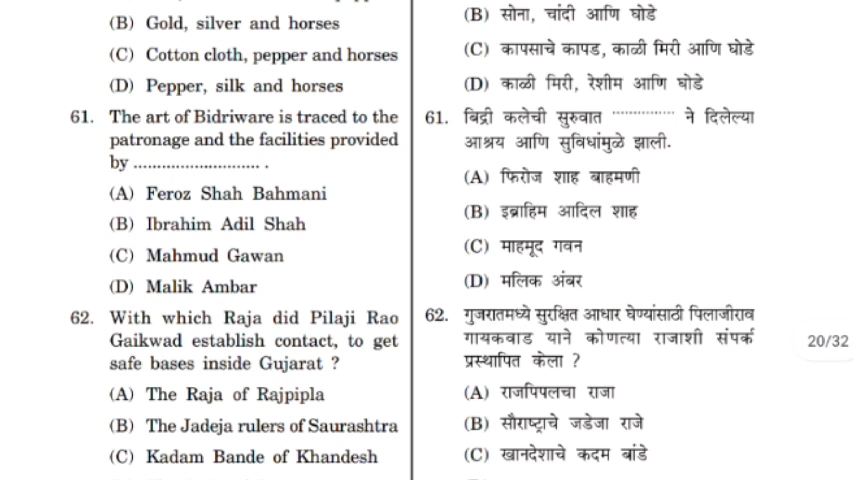 (B) Gold, silver and horses
(C) Cotton cloth, pepper and horses
(D) Pepper, silk and horses
61. The art of Bidriware is traced to the
patronage and the facilities provided
by ........................... .
(A) Feroz Shah Bahmani
(B) Ibrahim Adil Shah
(C) Mahmud Gawan
(D) Malik Ambar
62. With which Raja did Pilaji Rao
Gaikwad establish contact, to get
safe bases inside Gujarat ?
(A) The Raja of Rajpipla
(B) The Jadeja rulers of Saurashtra
(C) Kadam Bande of Khandesh
(B) सोना, चांदी आणि घोडे
(C) कापसाचे कापड, काळी मिरी आणि घोडे
(D) काळी मिरी, रेशीम आणि घोडे
61. बिद्री कलेची सुरुवात ............... ने दिलेल्या
आश्रय आणि सुविधांमुळे झाली.
(A) फिरोज शाह बाहमणी
(B) इब्राहिम आदिल शाह
(C) माहमूद गवन
(D) मलिक अंबर
62. गुजरातमध्ये सुरक्षित आधार घेण्यांसाठी पिलाजीराव
गायकवाड याने कोणत्या राजाशी संपर्क
प्रस्थापित केला ?
(A) राजपिपलचा राजा
(B) सौराष्ट्राचे जडेजा राजे
(C) खानदेशाचे कदम बांडे
20/32